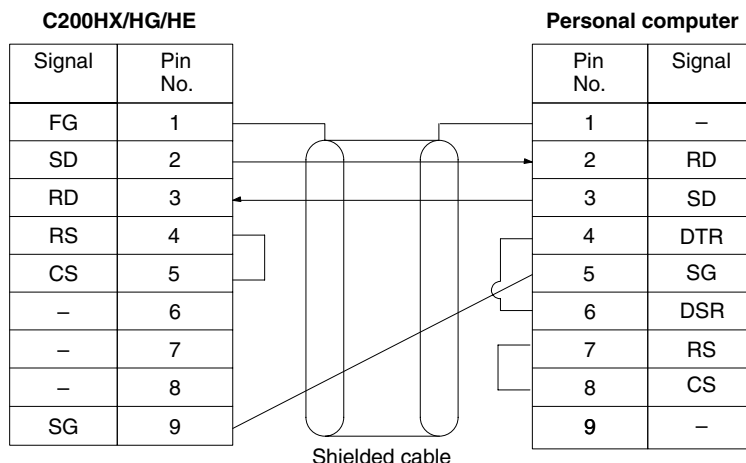 C200HX/HG/HE Personal computer
Signal Pin No. Pin No. Signal
FG 1 1 –
SD 2 2 RD
RD 3 3 SD
RS 4 4 DTR
CS 5 5 SG
– 6 6 DSR
– 7 7 RS
– 8 8 CS
SG 9 9 –
Shielded cable